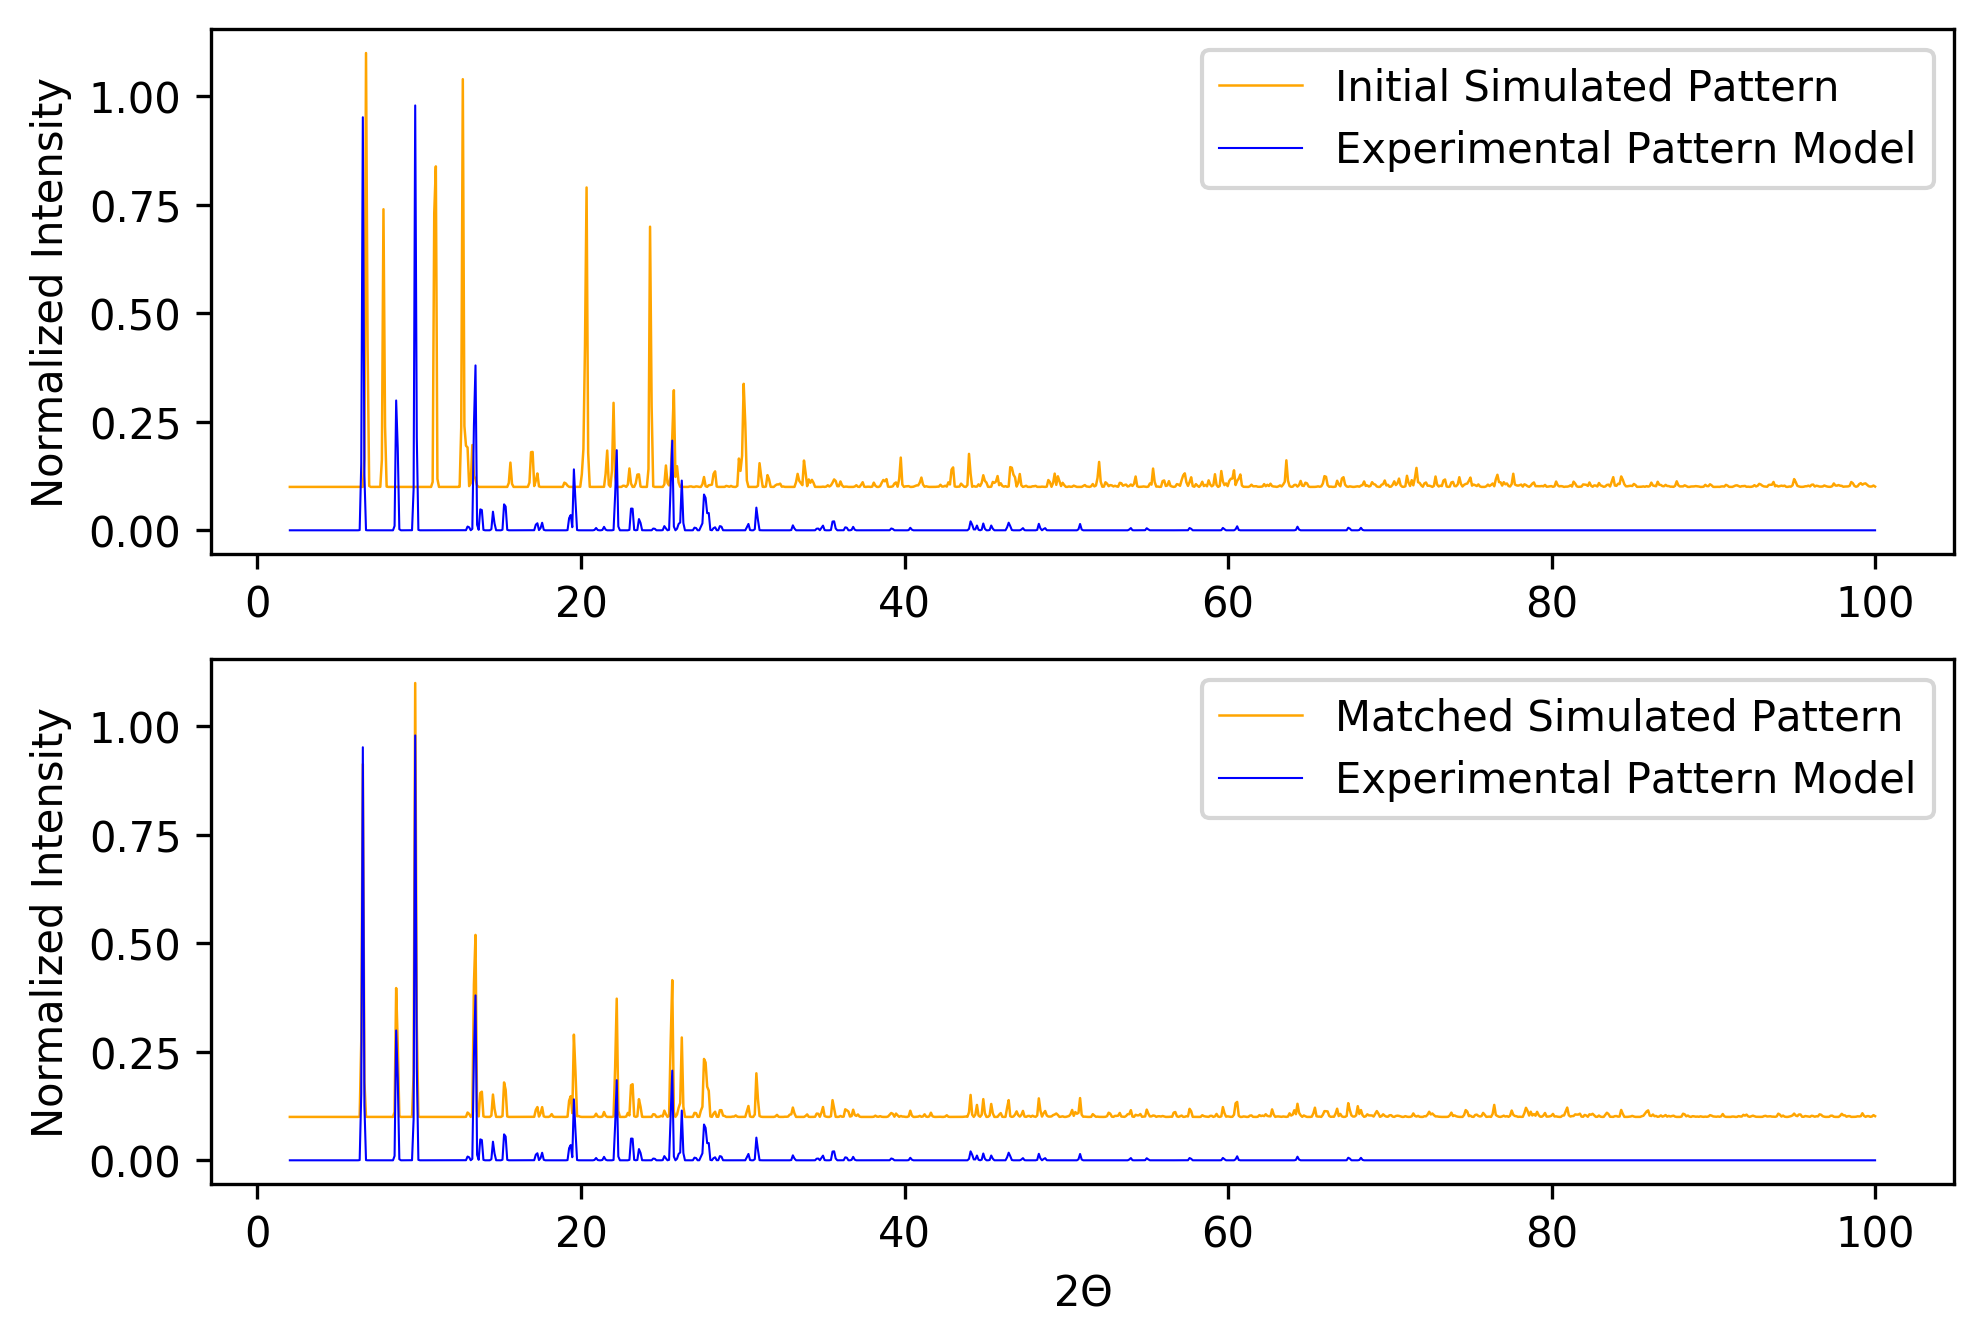 Normalized Intensity
1.00
0.75
0.50
0.25
0.00
Initial Simulated Pattern
Experimental Pattern Model
0 20 40 60 80 100
Normalized Intensity
1.00
0.75
0.50
0.25
0.00
Matched Simulated Pattern
Experimental Pattern Model
0 20 40 60 80 100
2Θ